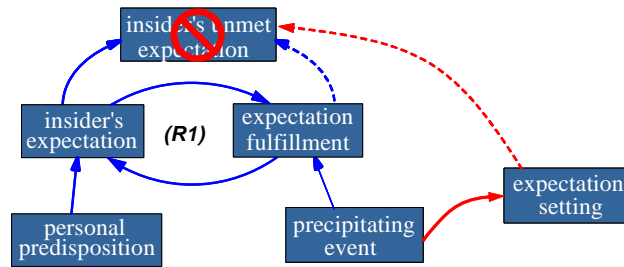 insider's unmet
expectation
insider's
expectation
(R1)
expectation
fulfillment
personal
predisposition
precipitating
event
expectation
setting